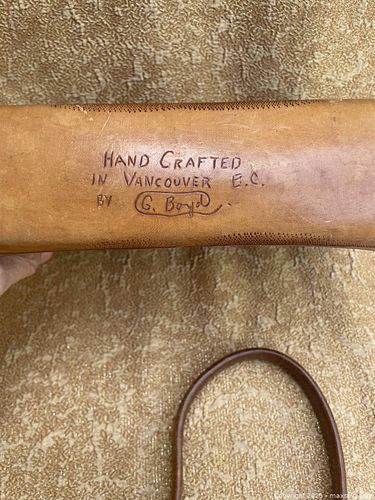 HAND CRAFTED
IN VANCOUVER B.C.
BY G. Boyd.